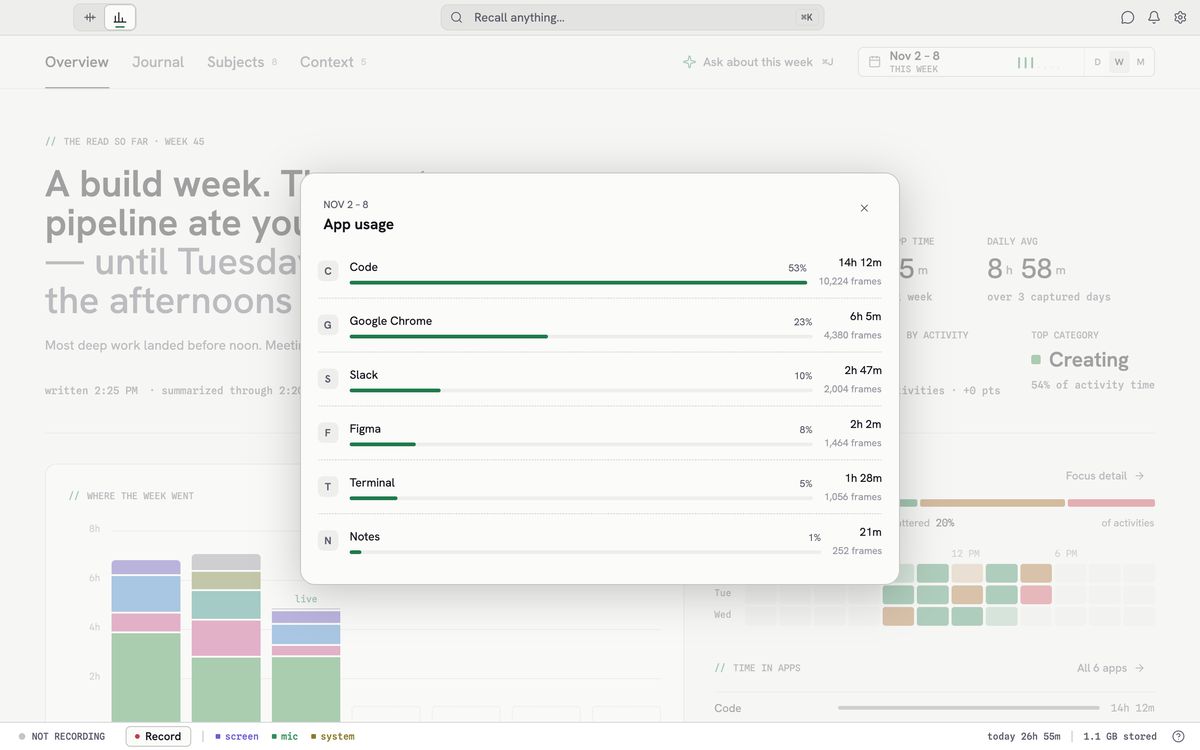 Recall anything...
⌘K
Overview
Journal
Subjects 8
Context 5
Ask about this week ⌘J
Nov 2 – 8
THIS WEEK
D W M
// THE READ SO FAR · WEEK 45
A build week.
pipeline ate you
— until Tuesday
the afternoons
Most deep work landed before noon.
written 2:25 PM · summarized through 2:20
TIME
5 m
week
DAILY AVG
8 h 58 m
over 3 captured days
BY ACTIVITY
activities · +0 pts
TOP CATEGORY
Creating
54% of activity time
NOV 2 – 8
App usage
C
Code
53%
14h 12m
10,224 frames
G
Google Chrome
23%
6h 5m
4,380 frames
S
Slack
10%
2h 47m
2,004 frames
F
Figma
8%
2h 2m
1,464 frames
T
Terminal
5%
1h 28m
1,056 frames
N
Notes
1%
21m
252 frames
// WHERE THE WEEK WENT
8h
6h
4h
2h
live
Focus detail →
20%
of activities
12 PM
6 PM
Tue
Wed
// TIME IN APPS
All 6 apps →
Code
14h 12m
NOT RECORDING
Record
screen
mic
system
today 26h 55m
1.1 GB stored